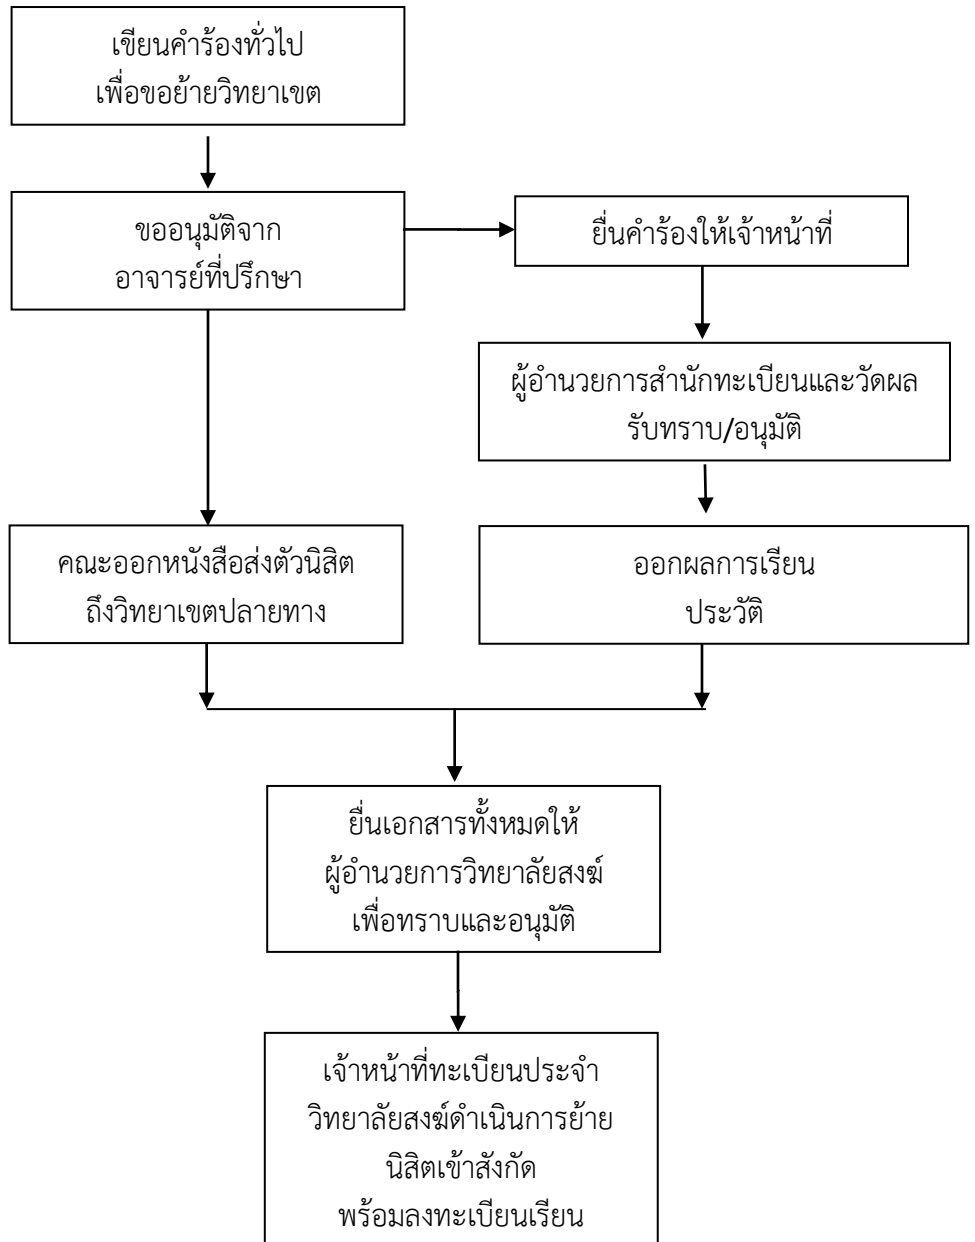 เขียนคำร้องทั่วไป
เพื่อขอย้ายวิทยาเขต
ขออนุมัติจาก
อาจารย์ที่ปรึกษา
ยื่นคำร้องให้เจ้าหน้าที่
ผู้อำนวยการสำนักทะเบียนและวัดผล
รับทราบ/อนุมัติ
คณะออกหนังสือส่งตัวนิสิต
ถึงวิทยาเขตปลายทาง
ออกผลการเรียน
ประวัติ
ยื่นเอกสารทั้งหมดให้
ผู้อำนวยการวิทยาลัยสงฆ์
เพื่อทราบและอนุมัติ
เจ้าหน้าที่ทะเบียนประจำ
วิทยาลัยสงฆ์ดำเนินการย้าย
นิสิตเข้าสังกัด
พร้อมลงทะเบียนเรียน